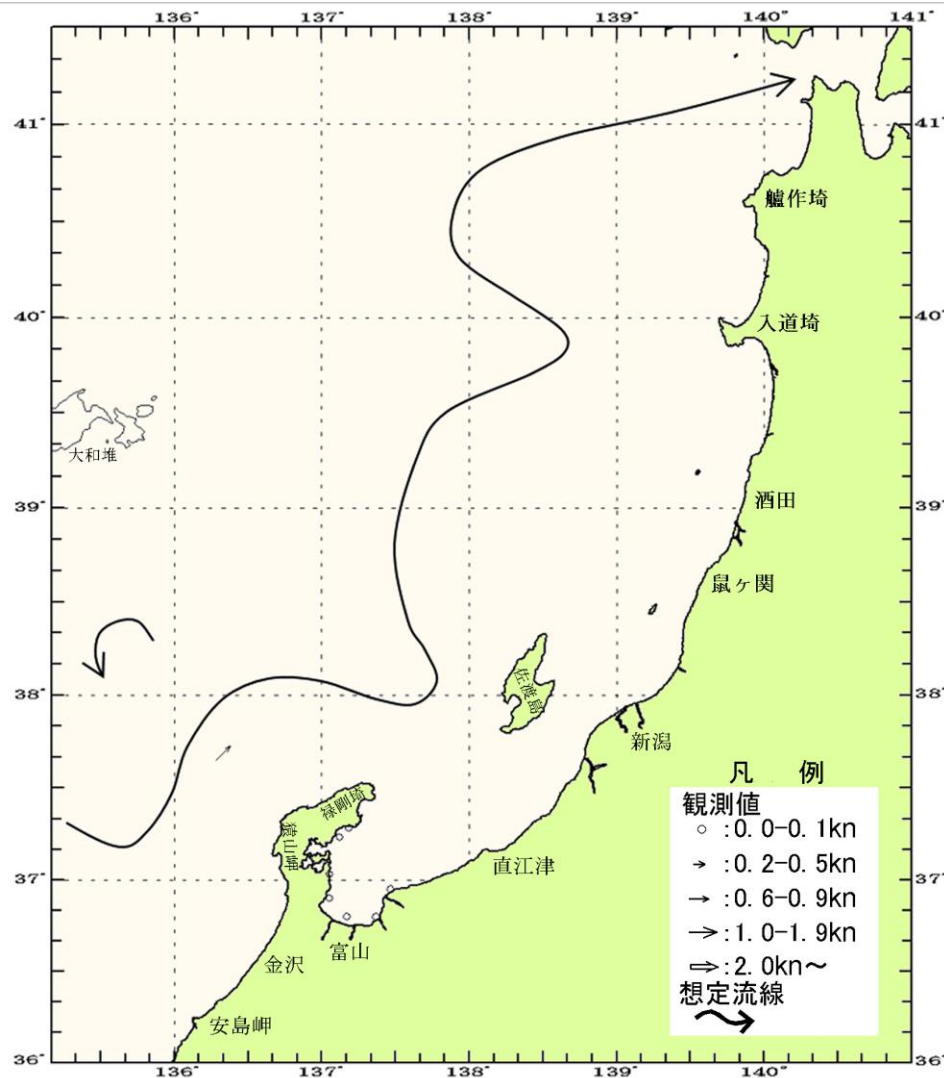 136° 137° 138° 139° 140° 141°
41° 41°
艫作埼
40° 入道埼 40°
大和堆
39° 酒田 39°
鼠ヶ関
38° 佐渡島 38°
新潟
凡 例
禄剛埼
観測値
○:0.0-0.1kn
猿山岬
→:0.2-0.5kn
37° 直江津 37°
→:0.6-0.9kn
富山
→:1.0-1.9kn
金沢
⇒:2.0kn～
想定流線
安島岬
36° 36°
136° 137° 138° 139° 140° 141°